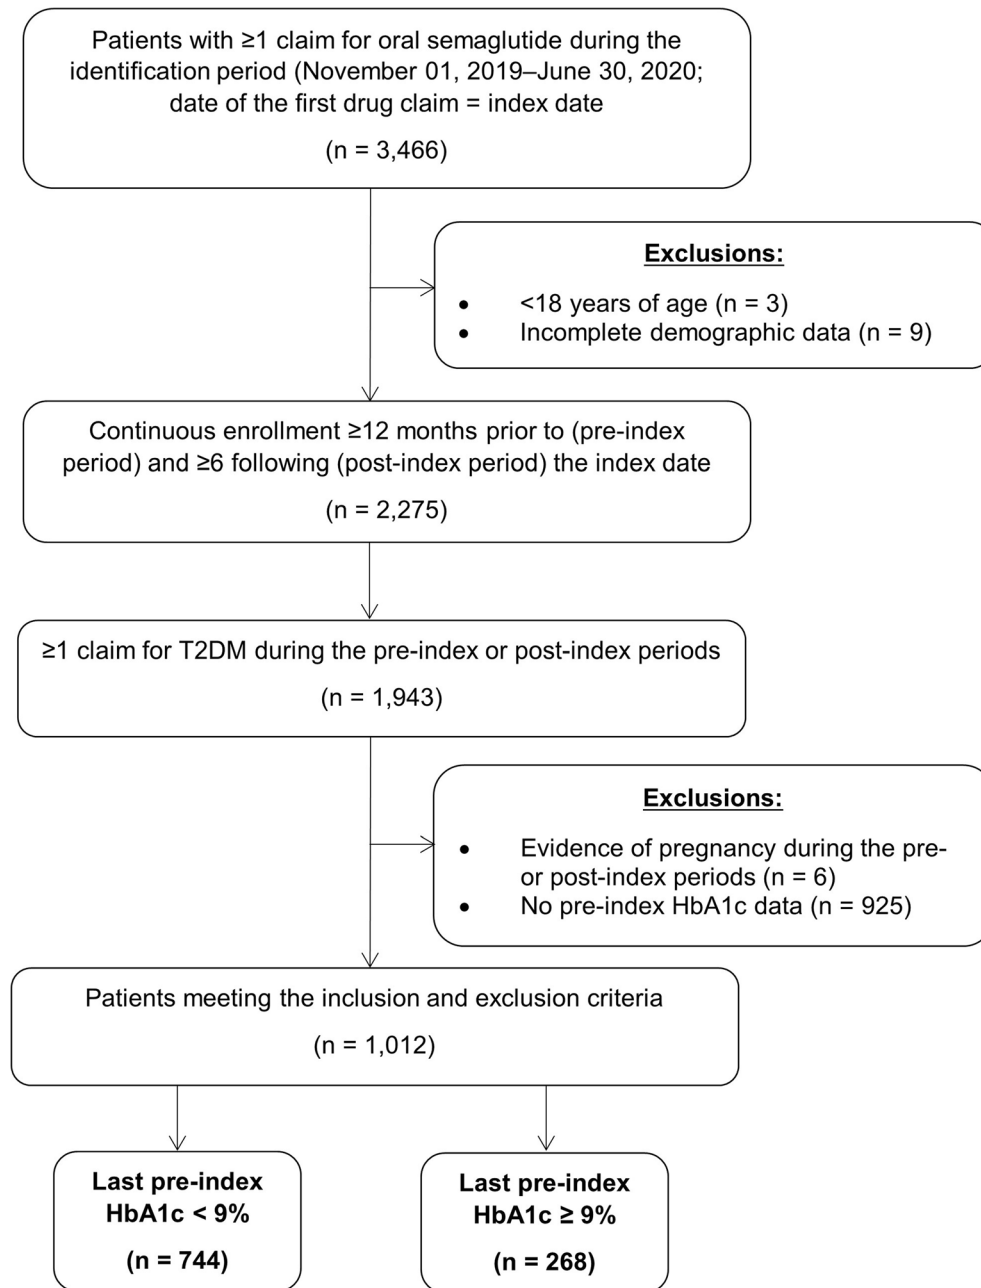 Patients with ≥1 claim for oral semaglutide during the
identification period (November 01, 2019–June 30, 2020;
date of the first drug claim = index date
(n = 3,466)
Exclusions:
• <18 years of age (n = 3)
• Incomplete demographic data (n = 9)
Continuous enrollment ≥12 months prior to (pre-index
period) and ≥6 following (post-index period) the index date
(n = 2,275)
≥1 claim for T2DM during the pre-index or post-index periods
(n = 1,943)
Exclusions:
• Evidence of pregnancy during the pre-
or post-index periods (n = 6)
• No pre-index HbA1c data (n = 925)
Patients meeting the inclusion and exclusion criteria
(n = 1,012)
Last pre-index
HbA1c < 9%
(n = 744)
Last pre-index
HbA1c ≥ 9%
(n = 268)